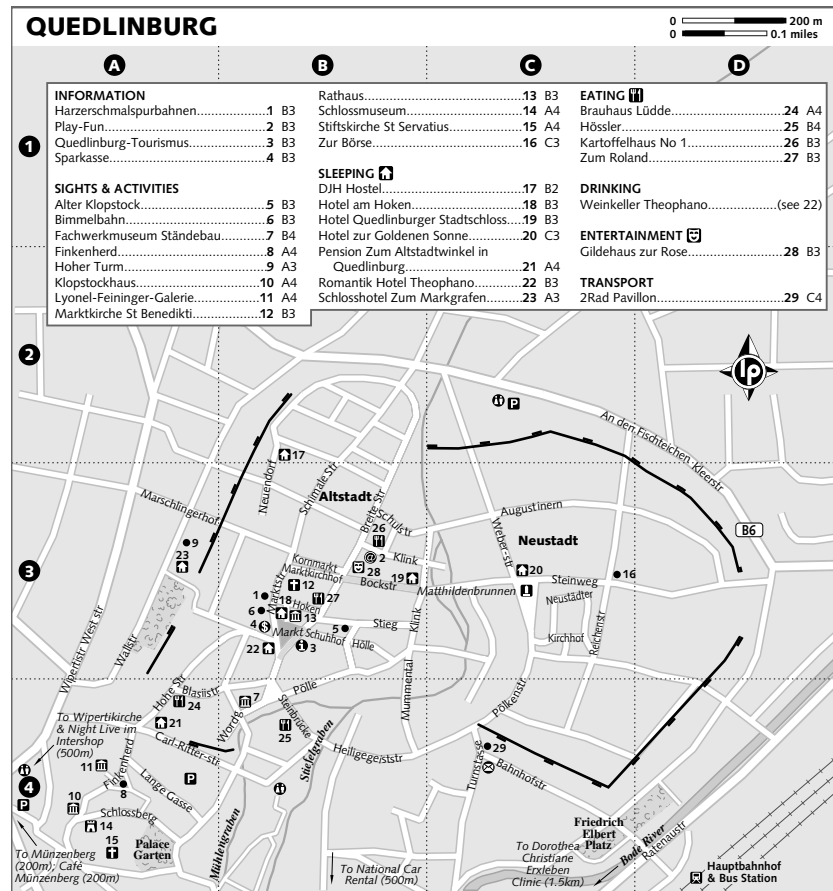 QUEDLINBURG
0 200 m
0 0.1 miles
A
B
C
D
1
2
3
4
INFORMATION
Harzerschmalspurbahnen 1 B3
Play-Fun 2 B3
Quedlinburg-Tourismus 3 B3
Sparkasse 4 B3
SIGHTS & ACTIVITIES
Alter Klopstock 5 B3
Bimmelbahn 6 B3
Fachwerkmuseum Ständebau 7 B4
Finkenherd 8 A4
Hoher Turm 9 A3
Klopstockhaus 10 A4
Lyonel-Feininger-Galerie 11 A4
Marktkirche St Benedikti 12 B3
Rathaus 13 B3
Schlossmuseum 14 A4
Stiftskirche St Servatius 15 A4
Zur Börse 16 C3
SLEEPING
DJH Hostel 17 B2
Hotel am Hoken 18 B3
Hotel Quedlinburger Stadtschloss 19 B3
Hotel zur Goldenen Sonne 20 C3
Pension Zum Altstadtwinkel in
Quedlinburg 21 A4
Romantik Hotel Theophano 22 B3
Schlosshotel Zum Markgrafen 23 A3
EATING
Brauhaus Lüdde 24 A4
Hössler 25 B4
Kartoffelhaus No 1 26 B3
Zum Roland 27 B3
DRINKING
Weinkeller Theophano (see 22)
ENTERTAINMENT
Gildehaus zur Rose 28 B3
TRANSPORT
2Rad Pavillon 29 C4
lp
P
An den Fischteichen
Kleerstr
B6
17
Neuendorf
Schmale Str
Altstadt
Breite Str
Schulstr
Marschlingerhof
Augustinern
Weber-str
Neustadt
9
23
26
@ 2
Klink
28
Bockstr
19
Kornmarkt
Marktkirchhof
12
20
Steinweg
16
Matthildenbrunnen
Neustädter
Kirchhof
Reichenstr
1
18
6
Marktstr
Hoken
27
13
4
$
Markt
Schuhhof
5
Stieg
Klink
22
i 3
Hölle
Wipertistr
West str
Wallstr
Hohe Str
Blasiistr
24
7
Pölle
Mummental
Pölkenstr
21
Wordg
Steinbrücke
25
Carl-Ritter-str
Stiefelgraben
Heiligegeiststr
Turnstrasse
29
Bahnhofstr
To Wipertikirche
& Night Live im
Intershop
(500m)
11
Finkenherd
8
Lange Gasse
P
P
10
Schlossberg
14
15
Palace
Garten
Mühlengraben
To Münzenberg
(200m); Café
Münzenberg (200m)
To National Car
Rental (500m)
Friedrich
Elbert
Platz
To Dorothea
Christiane
Erxleben
Clinic (1.5km)
Bode River
Ratenaustr
Hauptbahnhof
& Bus Station